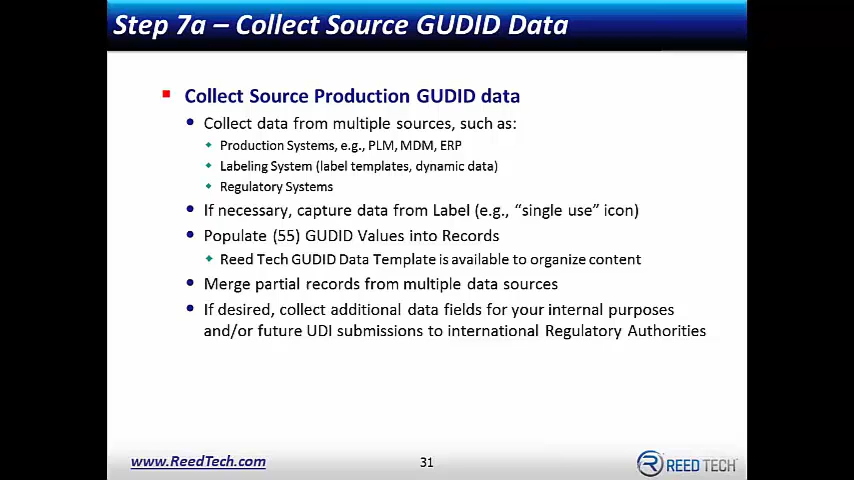 Step 7a – Collect Source GUDID Data
Collect Source Production GUDID data
Collect data from multiple sources, such as:
Production Systems, e.g., PLM, MDM, ERP
Labeling System (label templates, dynamic data)
Regulatory Systems
If necessary, capture data from Label (e.g., “single use” icon)
Populate (55) GUDID Values into Records
Reed Tech GUDID Data Template is available to organize content
Merge partial records from multiple data sources
If desired, collect additional data fields for your internal purposes
and/or future UDI submissions to international Regulatory Authorities
www.ReedTech.com
31
REED TECH